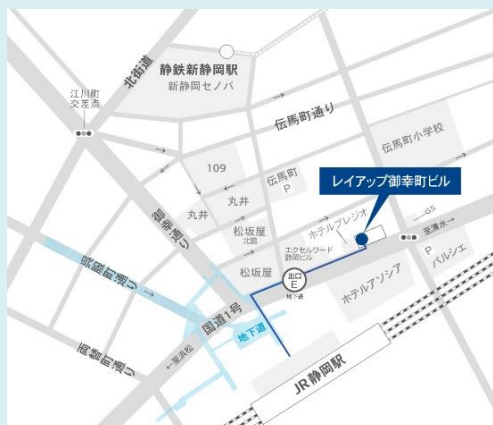 静鉄新静岡駅
新静岡セノバ
北街道
江川町
交差点
伝馬町通り
伝馬町小学校
109
伝馬町
P
レイアップ御幸町ビル
丸井
丸井
御幸通り
松坂屋
北館
ホテルプレジオ
GS
至清水→
エクセルワード
静岡ビル
出口
E
地下道
P
パルシェ
松坂屋
ホテルアソシア
呉服町通り
国道1号
地下道
両替町通り
←至浜松
JR静岡駅